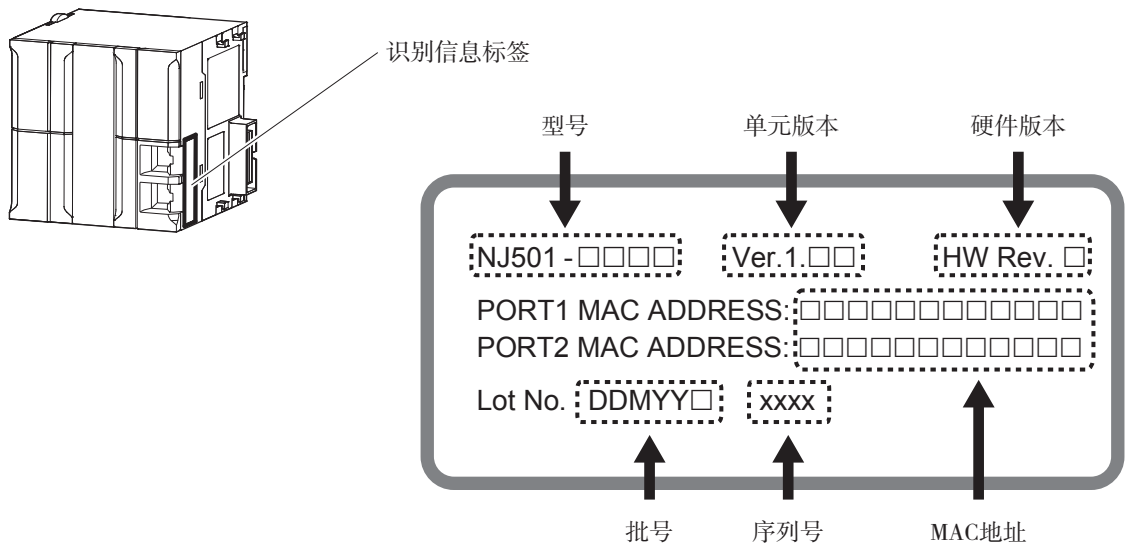 识别信息标签
型号 单元版本 硬件版本
NJ501 - □□□□ Ver.1.□□ HW Rev. □
PORT1 MAC ADDRESS: □□□□□□□□□□□□
PORT2 MAC ADDRESS: □□□□□□□□□□□□
Lot No. DDMYY□ xxxx
批号 序列号 MAC地址